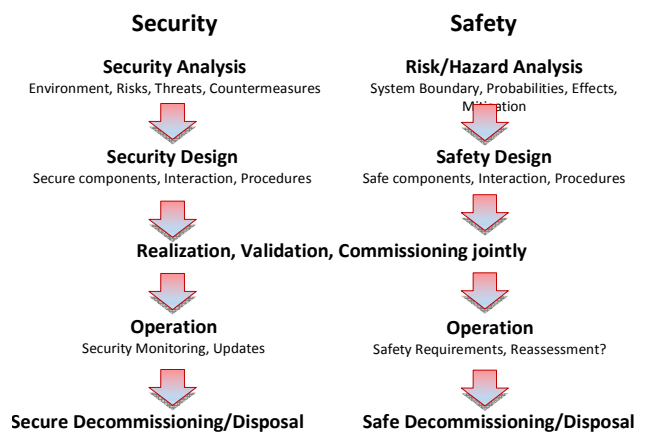 Security
Safety
Security Analysis
Environment, Risks, Threats, Countermeasures
Risk/Hazard Analysis
System Boundary, Probabilities, Effects,
Mitigation
Security Design
Secure components, Interaction, Procedures
Safety Design
Safe components, Interaction, Procedures
Realization, Validation, Commissioning jointly
Operation
Security Monitoring, Updates
Operation
Safety Requirements, Reassessment?
Secure Decommissioning/Disposal
Safe Decommissioning/Disposal